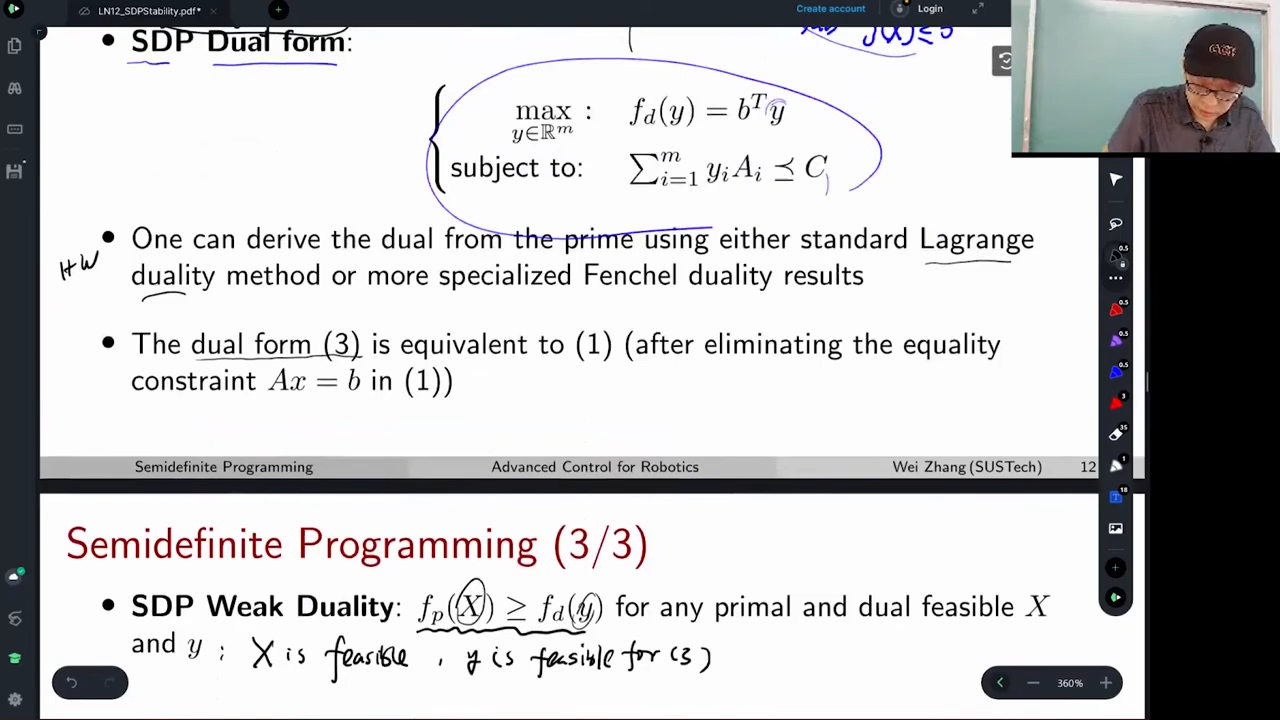 LN12_SDPStability.pdf*
Create account
Login
• SDP Dual form:
max y∈ℝᵐ : f_d(y) = bᵀy
subject to: ∑ᵢ₌₁ᵐ yᵢAᵢ ⪯ C
HW
• One can derive the dual from the prime using either standard Lagrange
duality method or more specialized Fenchel duality results
• The dual form (3) is equivalent to (1) (after eliminating the equality
constraint Ax = b in (1))
Semidefinite Programming Advanced Control for Robotics Wei Zhang (SUSTech) 12
Semidefinite Programming (3/3)
• SDP Weak Duality: f_p(X) ≥ f_d(y) for any primal and dual feasible X
and y : X is feasible , y is feasible for (3)
360%